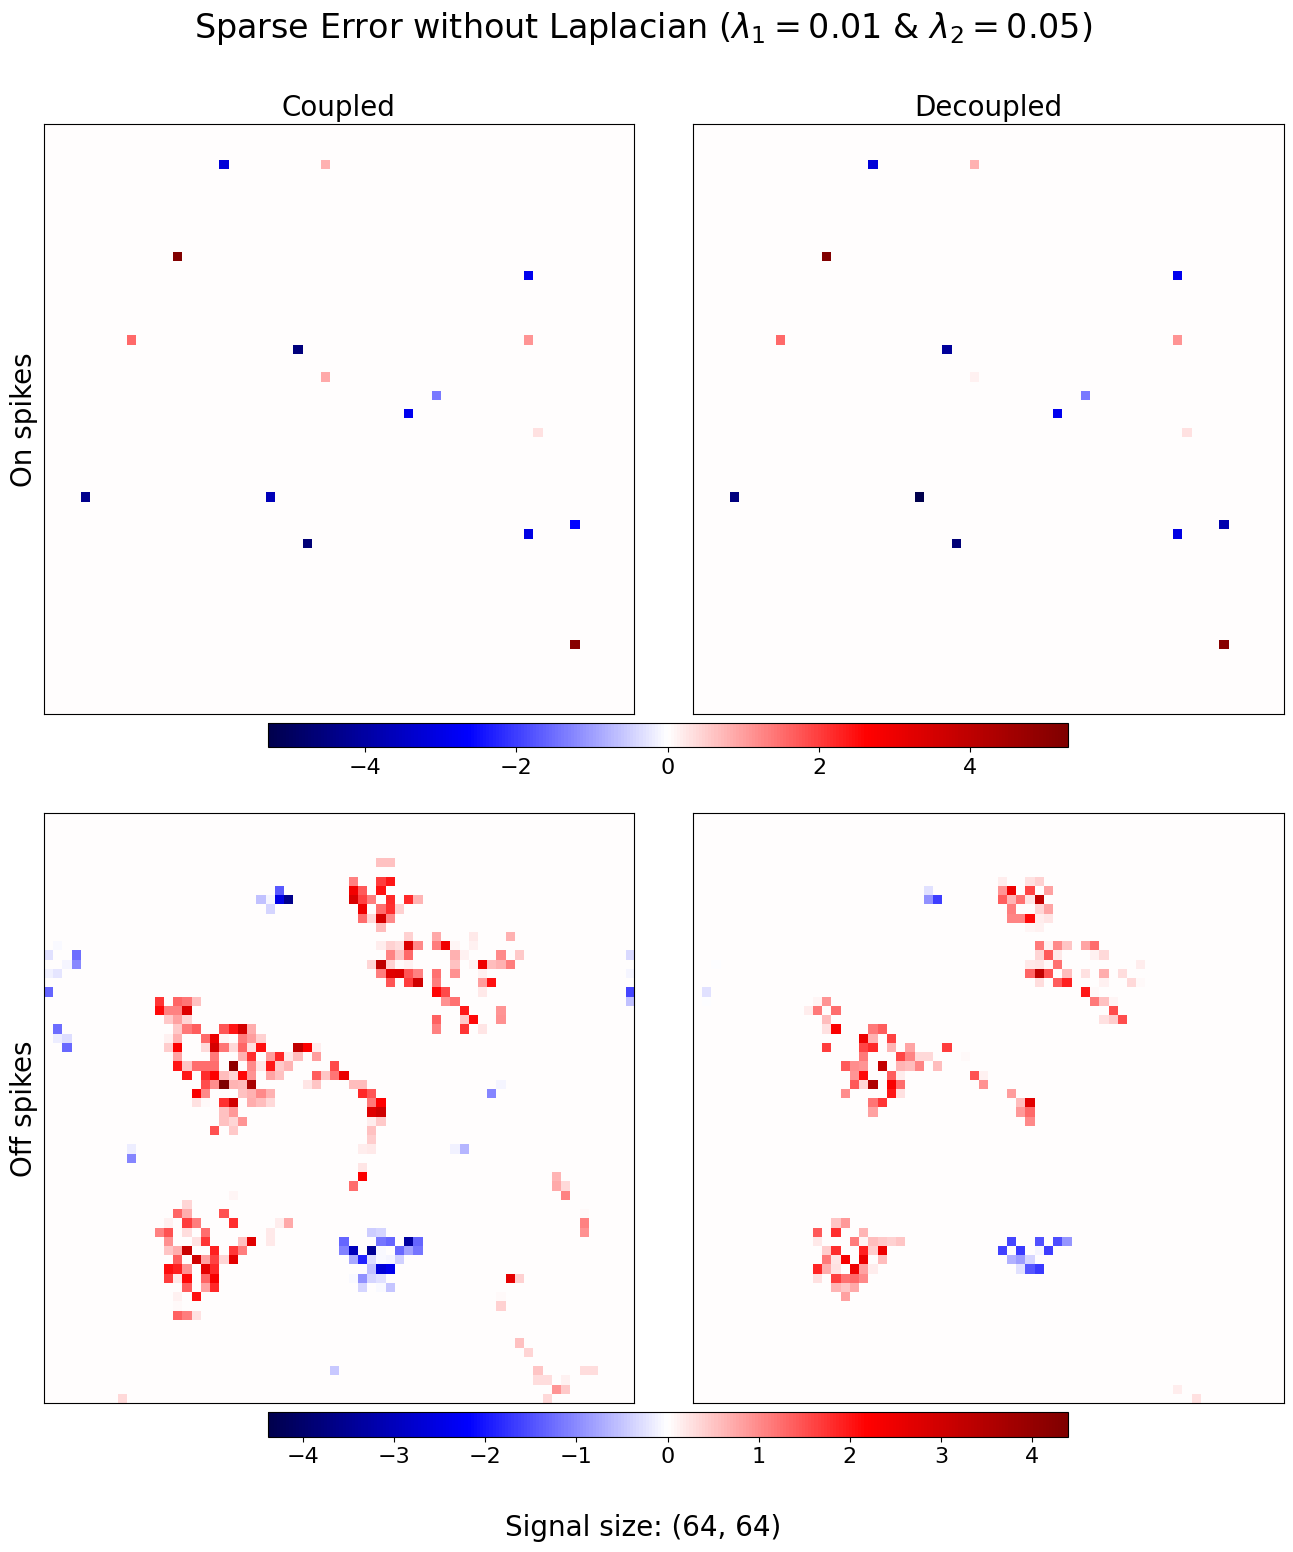 Sparse Error without Laplacian (λ₁ = 0.01 & λ₂ = 0.05)
Coupled
Decoupled
On spikes
−4 −2 0 2 4
Off spikes
−4 −3 −2 −1 0 1 2 3 4
Signal size: (64, 64)